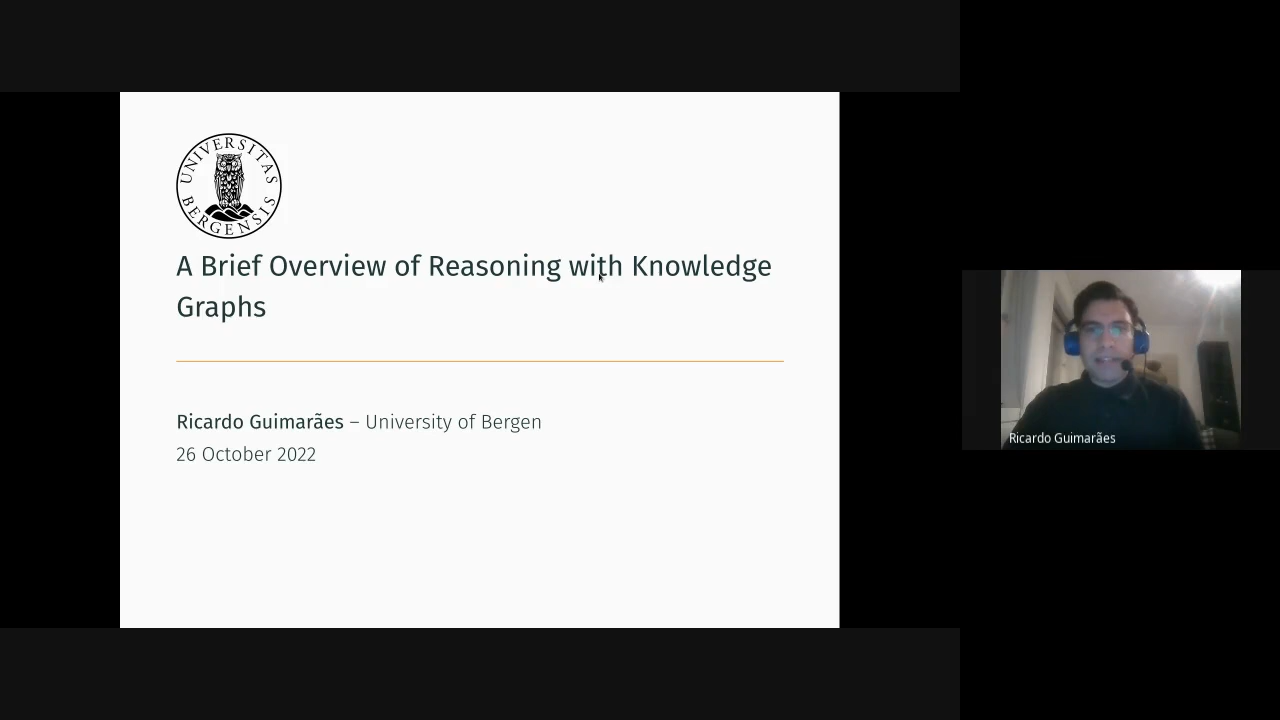 UNIVERSITAS
BERGENSIS
A Brief Overview of Reasoning with Knowledge
Graphs
Ricardo Guimarães – University of Bergen
26 October 2022
Ricardo Guimarães